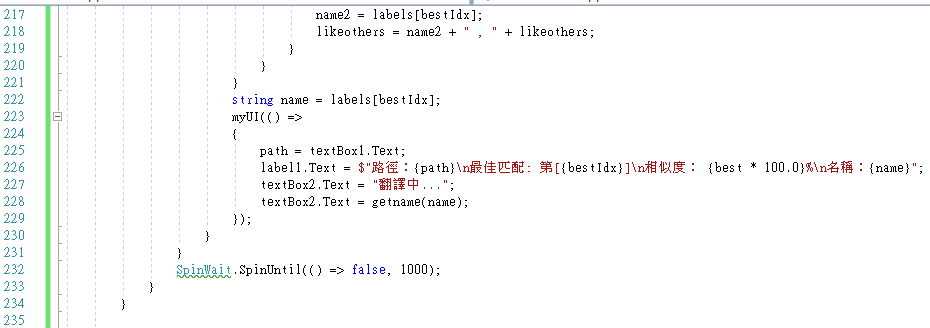 217 name2 = labels[bestIdx];
218 likeothers = name2 + " , " + likeothers;
219 }
220 }
221 }
222 string name = labels[bestIdx];
223 myUI(() =>
224 {
225 path = textBox1.Text;
226 label1.Text = $"路徑：{path}\n最佳匹配: 第[{bestIdx}]\n相似度： {best * 100.0}%\n名稱：{name}";
227 textBox2.Text = "翻譯中...";
228 textBox2.Text = getname(name);
229 });
230 }
231 }
232 SpinWait.SpinUntil(() => false, 1000);
233 }
234 }
235